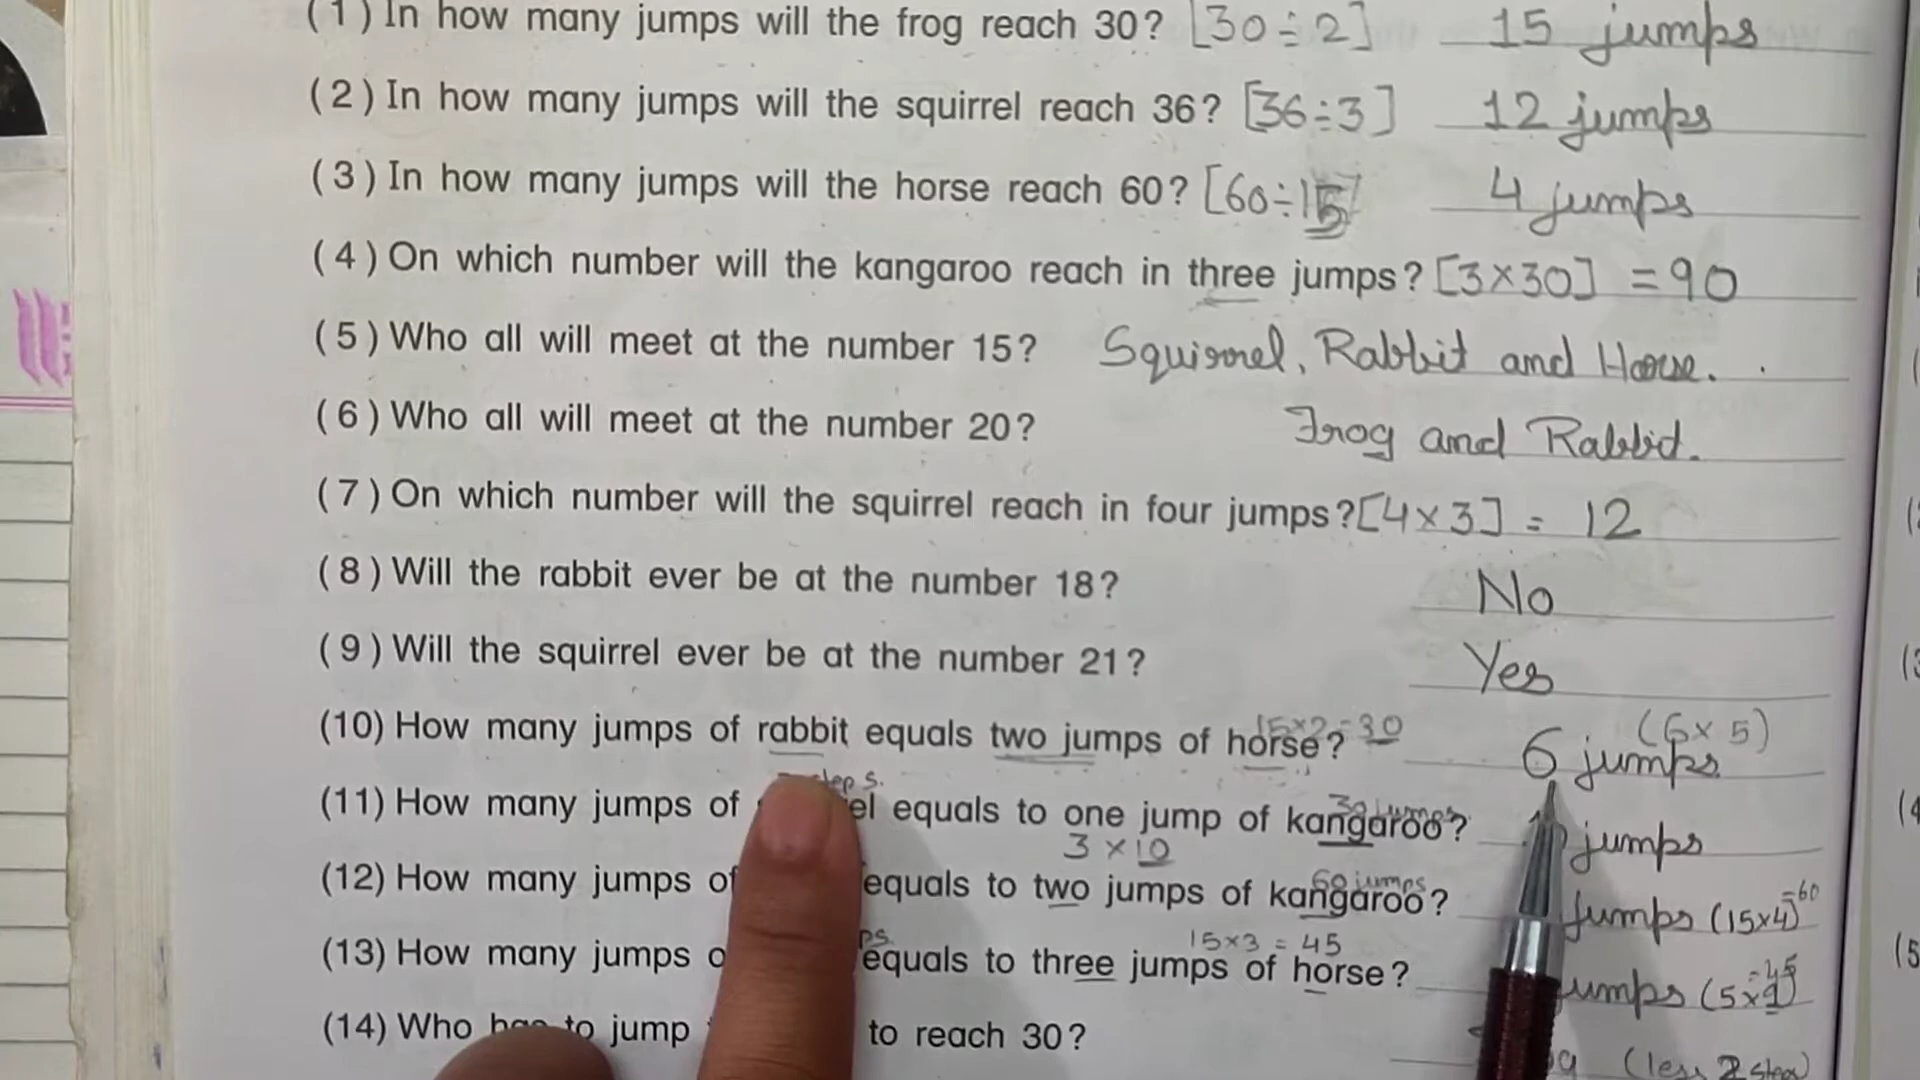 (1) In how many jumps will the frog reach 30? [30÷2] 15 jumps
(2) In how many jumps will the squirrel reach 36? [36÷3] 12 jumps
(3) In how many jumps will the horse reach 60? [60÷15] 4 jumps
(4) On which number will the kangaroo reach in three jumps? [3×30] =90
(5) Who all will meet at the number 15? Squirrel, Rabbit and Horse.
(6) Who all will meet at the number 20? Frog and Rabbit.
(7) On which number will the squirrel reach in four jumps? [4×3] = 12
(8) Will the rabbit ever be at the number 18? No
(9) Will the squirrel ever be at the number 21? Yes
(10) How many jumps of rabbit equals two jumps of horse? 15×2=30 6 jumps (6×5)
(11) How many jumps of equals to one jump of kangaroo? 30 jumps jumps
3×10
(12) How many jumps of equals to two jumps of kangaroo? 60 jumps jumps (15×4) =60
(13) How many jumps equals to three jumps of horse? 15×3=45 jumps (5×9) =45
(14) Who has to jump to reach 30? (less 2 step)